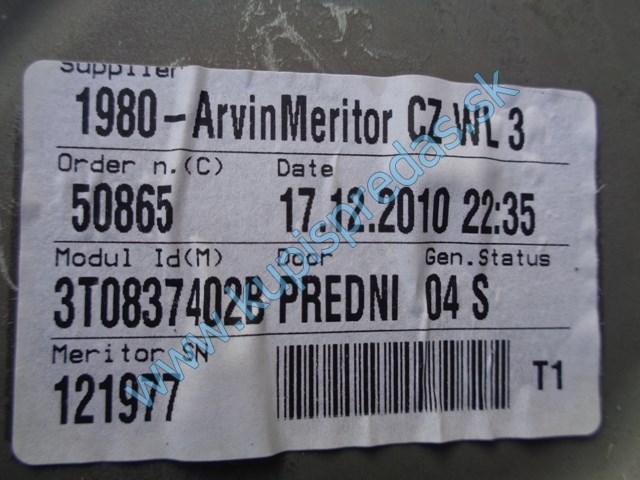 Supplier
1980-ArvinMeritor CZ WL 3
Order n.(C) Date
50865 17.12.2010 22:35
Modul Id(M) Door Gen.Status
3T0837402B PREDNI 04 S
Meritor SN
121977 T1
www.kupispredas.sk